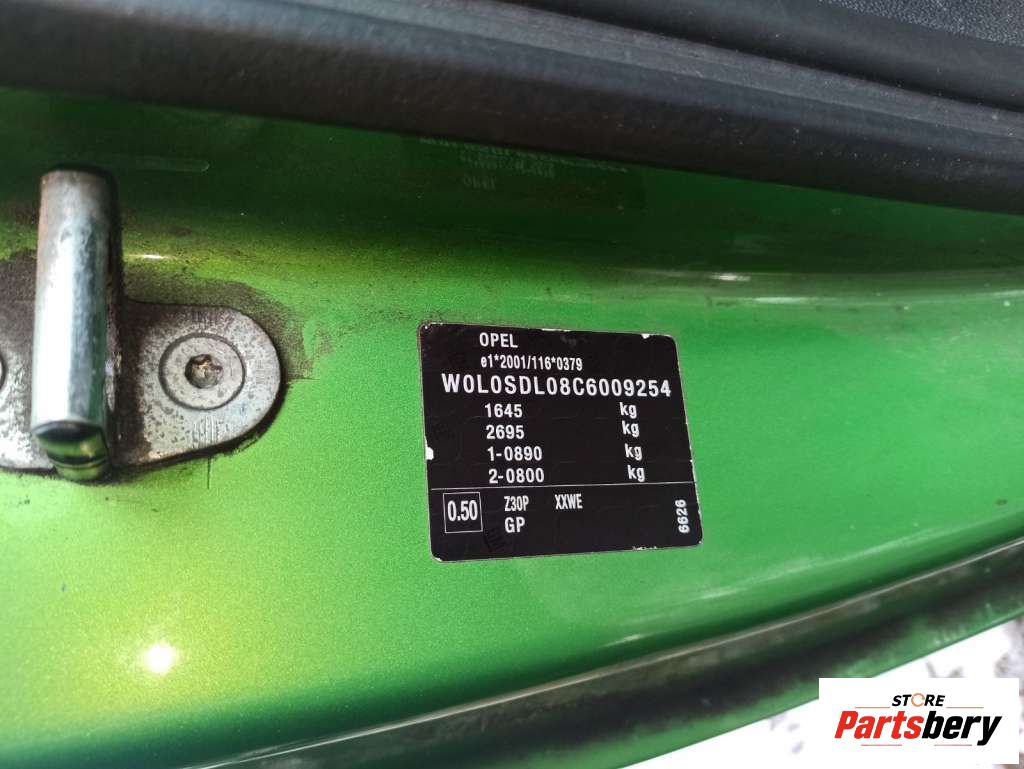 OPEL
e1*2001/116*0379
W0L0SDL08C6009254
1645 kg
2695 kg
1-0890 kg
2-0800 kg
0.50 Z30P XXWE
GP
6626
STORE
Partsbery